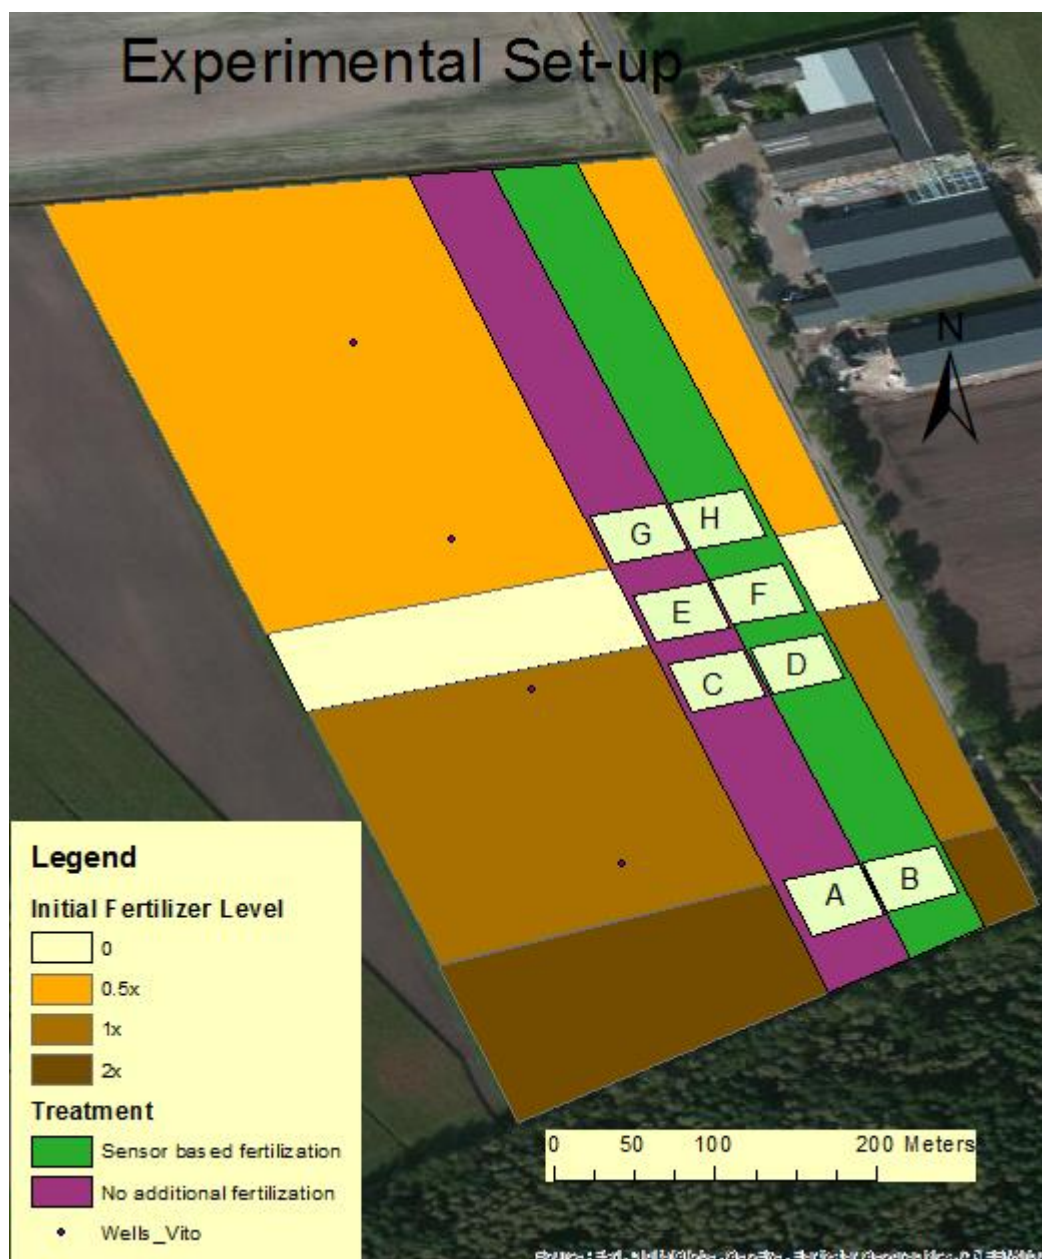 Experimental Set-up
N
G
H
E
F
C
D
A
B
Legend
Initial Fertilizer Level
0
0.5x
1x
2x
Treatment
Sensor based fertilization
No additional fertilization
Wells_Vito
0 50 100 200 Meters